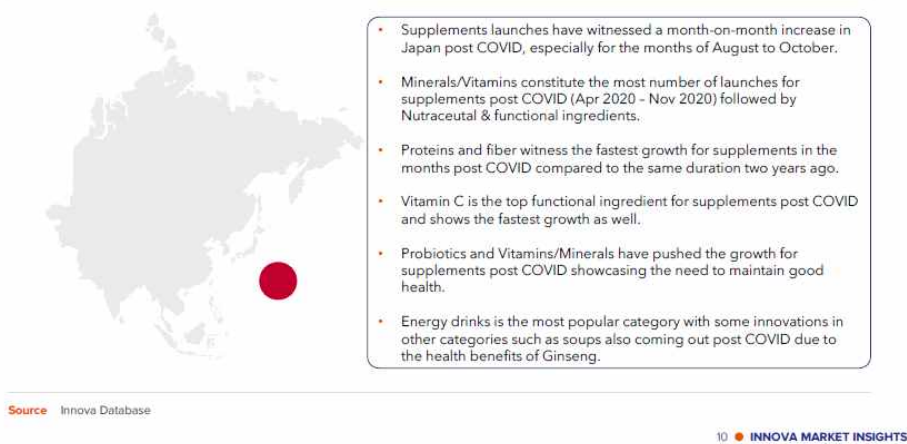 • Supplements launches have witnessed a month-on-month increase in
Japan post COVID, especially for the months of August to October.
• Minerals/Vitamins constitute the most number of launches for
supplements post COVID (Apr 2020 – Nov 2020) followed by
Nutraceutal & functional ingredients.
• Proteins and fiber witness the fastest growth for supplements in the
months post COVID compared to the same duration two years ago.
• Vitamin C is the top functional ingredient for supplements post COVID
and shows the fastest growth as well.
• Probiotics and Vitamins/Minerals have pushed the growth for
supplements post COVID showcasing the need to maintain good
health.
• Energy drinks is the most popular category with some innovations in
other categories such as soups also coming out post COVID due to
the health benefits of Ginseng.
Source Innova Database
10 ● INNOVA MARKET INSIGHTS